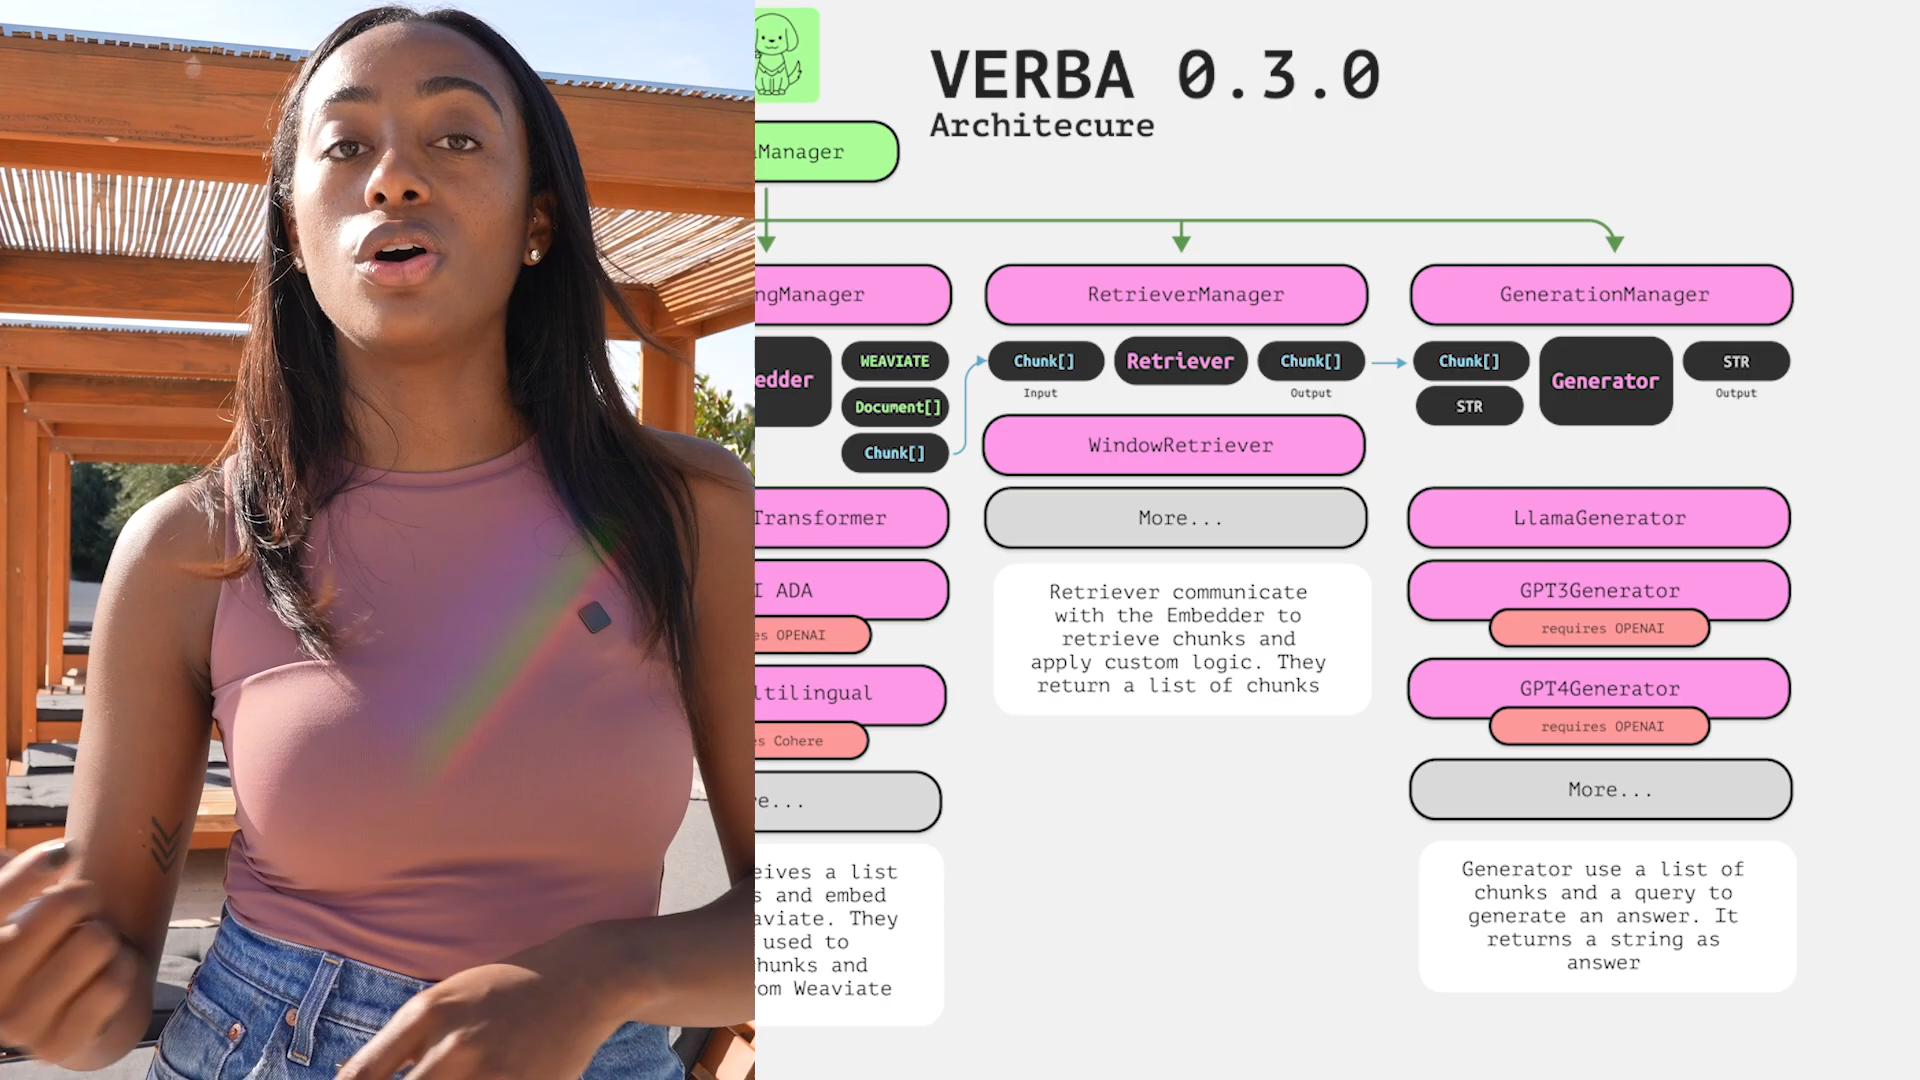 VERBA 0.3.0
Architecure
Manager
ngManager
RetrieverManager
GenerationManager
edder
WEAVIATE
Document[]
Chunk[]
Chunk[]
Input
Retriever
Chunk[]
Output
Chunk[]
STR
Generator
STR
Output
Transformer
I ADA
es OPENAI
ltilingual
es Cohere
e...
eives a list
s and embed
aviate. They
used to
hunks and
om Weaviate
WindowRetriever
More...
Retriever communicate
with the Embedder to
retrieve chunks and
apply custom logic. They
return a list of chunks
LlamaGenerator
GPT3Generator
requires OPENAI
GPT4Generator
requires OPENAI
More...
Generator use a list of
chunks and a query to
generate an answer. It
returns a string as
answer